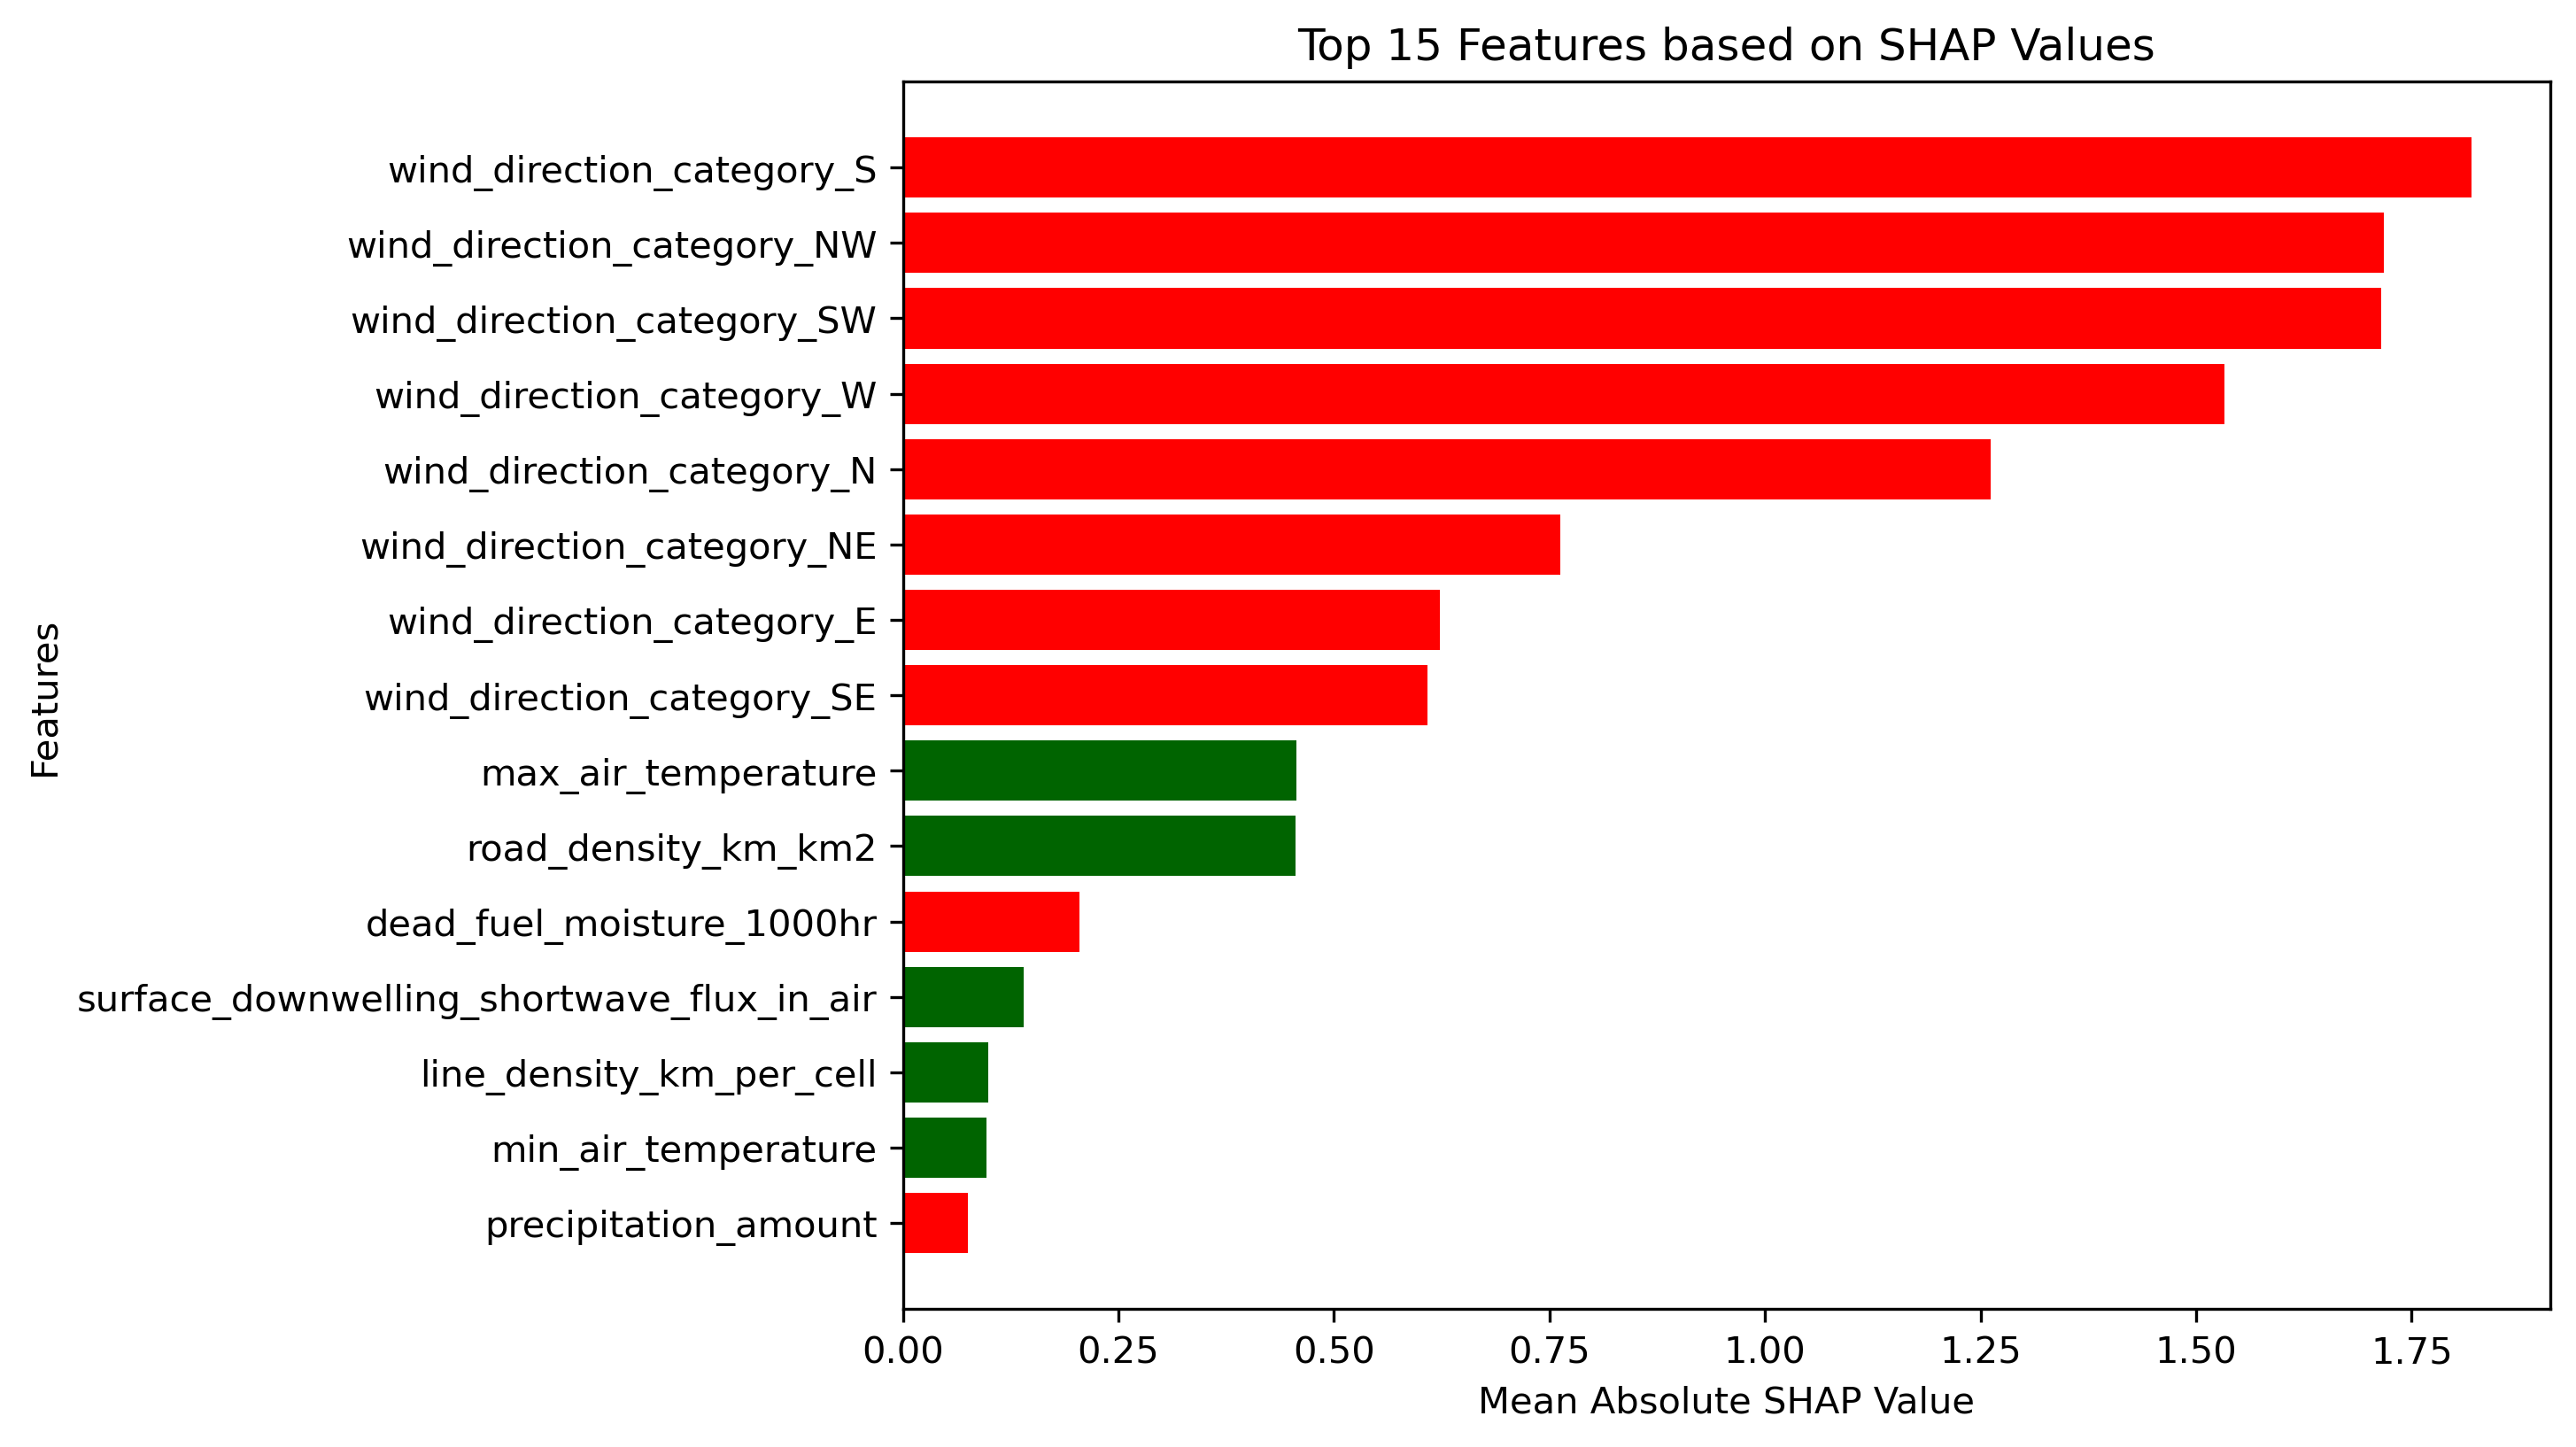 Top 15 Features based on SHAP Values
Features
wind_direction_category_S
wind_direction_category_NW
wind_direction_category_SW
wind_direction_category_W
wind_direction_category_N
wind_direction_category_NE
wind_direction_category_E
wind_direction_category_SE
max_air_temperature
road_density_km_km2
dead_fuel_moisture_1000hr
surface_downwelling_shortwave_flux_in_air
line_density_km_per_cell
min_air_temperature
precipitation_amount
0.00 0.25 0.50 0.75 1.00 1.25 1.50 1.75
Mean Absolute SHAP Value